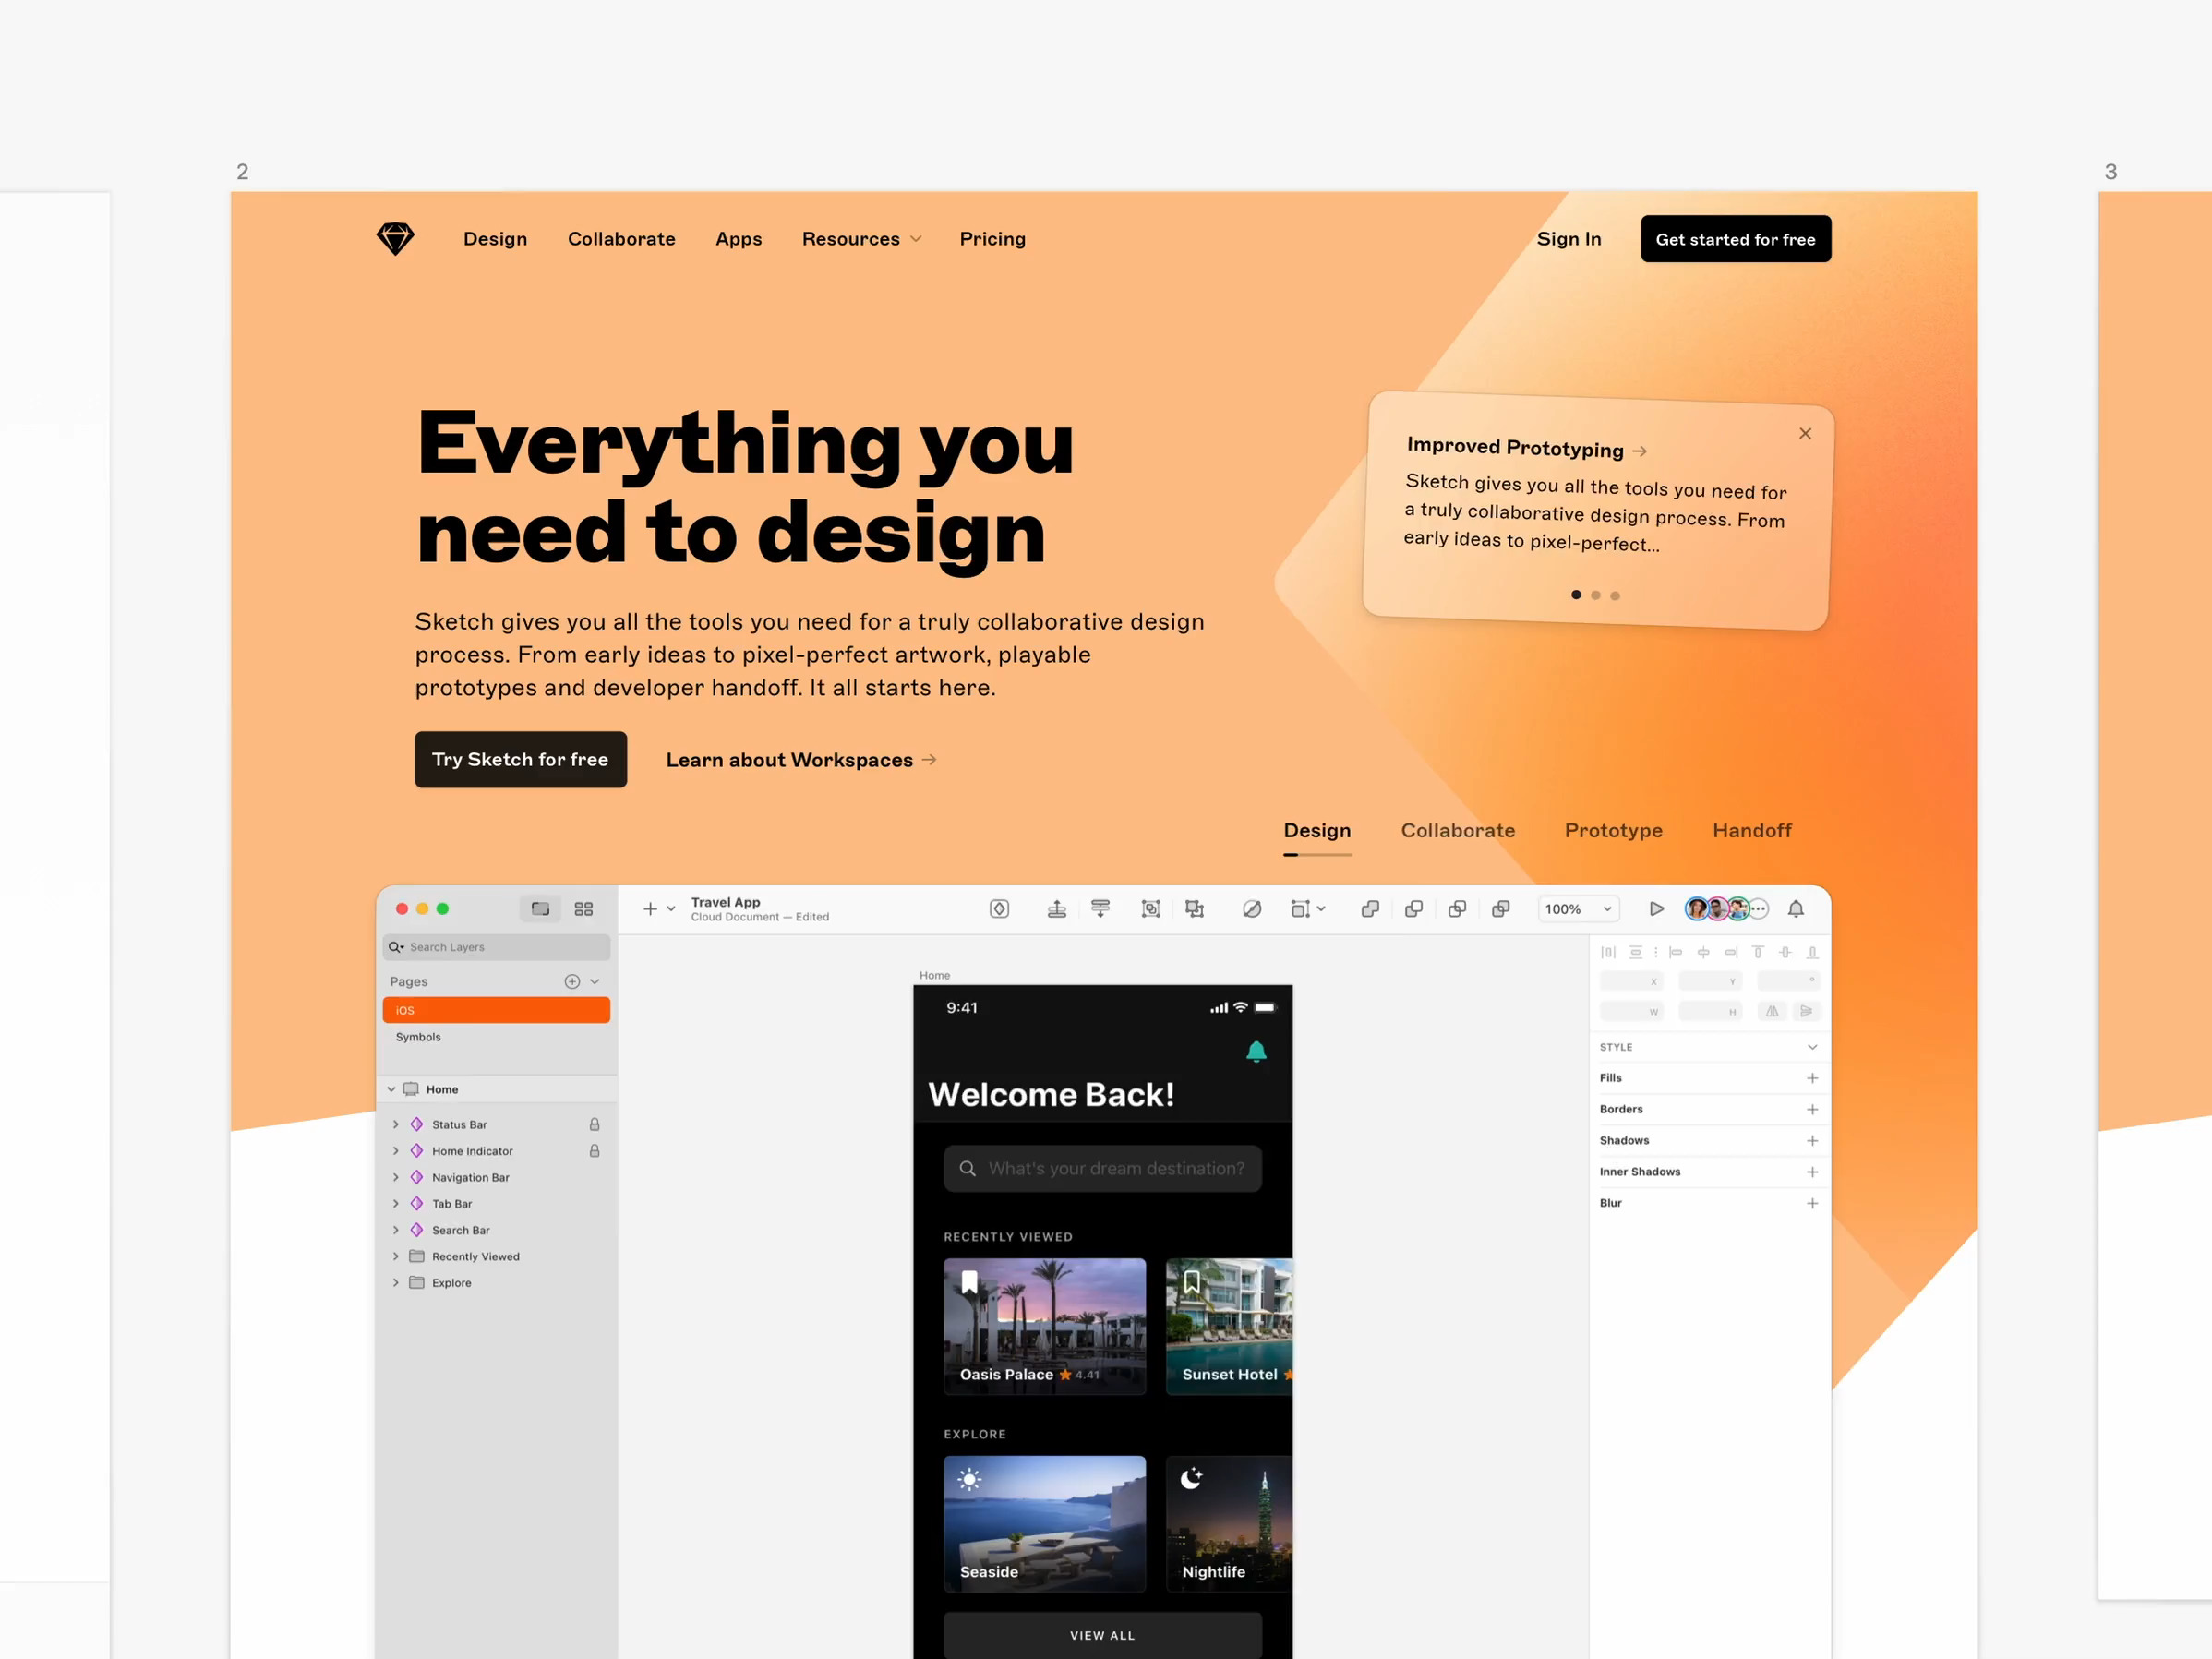 2
3
Design
Collaborate
Apps
Resources
Pricing
Sign In
Get started for free
Everything you
need to design
Sketch gives you all the tools you need for a truly collaborative design
process. From early ideas to pixel-perfect artwork, playable
prototypes and developer handoff. It all starts here.
Try Sketch for free
Learn about Workspaces →
Improved Prototyping →
Sketch gives you all the tools you need for
a truly collaborative design process. From
early ideas to pixel-perfect...
Design
Collaborate
Prototype
Handoff
Travel App
Cloud Document — Edited
100%
Search Layers
Pages
iOS
Symbols
Home
Status Bar
Home Indicator
Navigation Bar
Tab Bar
Search Bar
Recently Viewed
Explore
Home
9:41
Welcome Back!
What's your dream destination?
RECENTLY VIEWED
Oasis Palace ★ 4.41
Sunset Hotel
EXPLORE
Seaside
Nightlife
VIEW ALL
X
Y
°
W
H
STYLE
Fills
Borders
Shadows
Inner Shadows
Blur